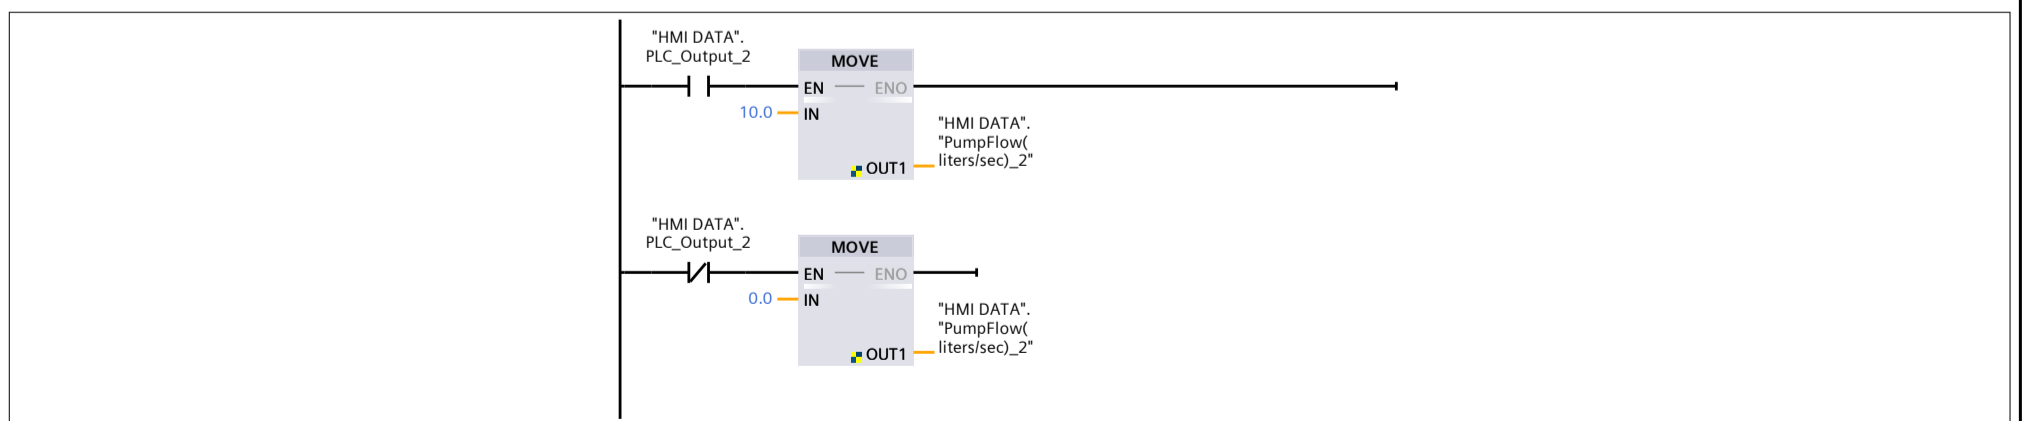 "HMI DATA".
PLC_Output_2
MOVE
EN
ENO
10.0
IN
"HMI DATA".
"PumpFlow(
liters/sec)_2"
OUT1
"HMI DATA".
PLC_Output_2
MOVE
EN
ENO
0.0
IN
"HMI DATA".
"PumpFlow(
liters/sec)_2"
OUT1